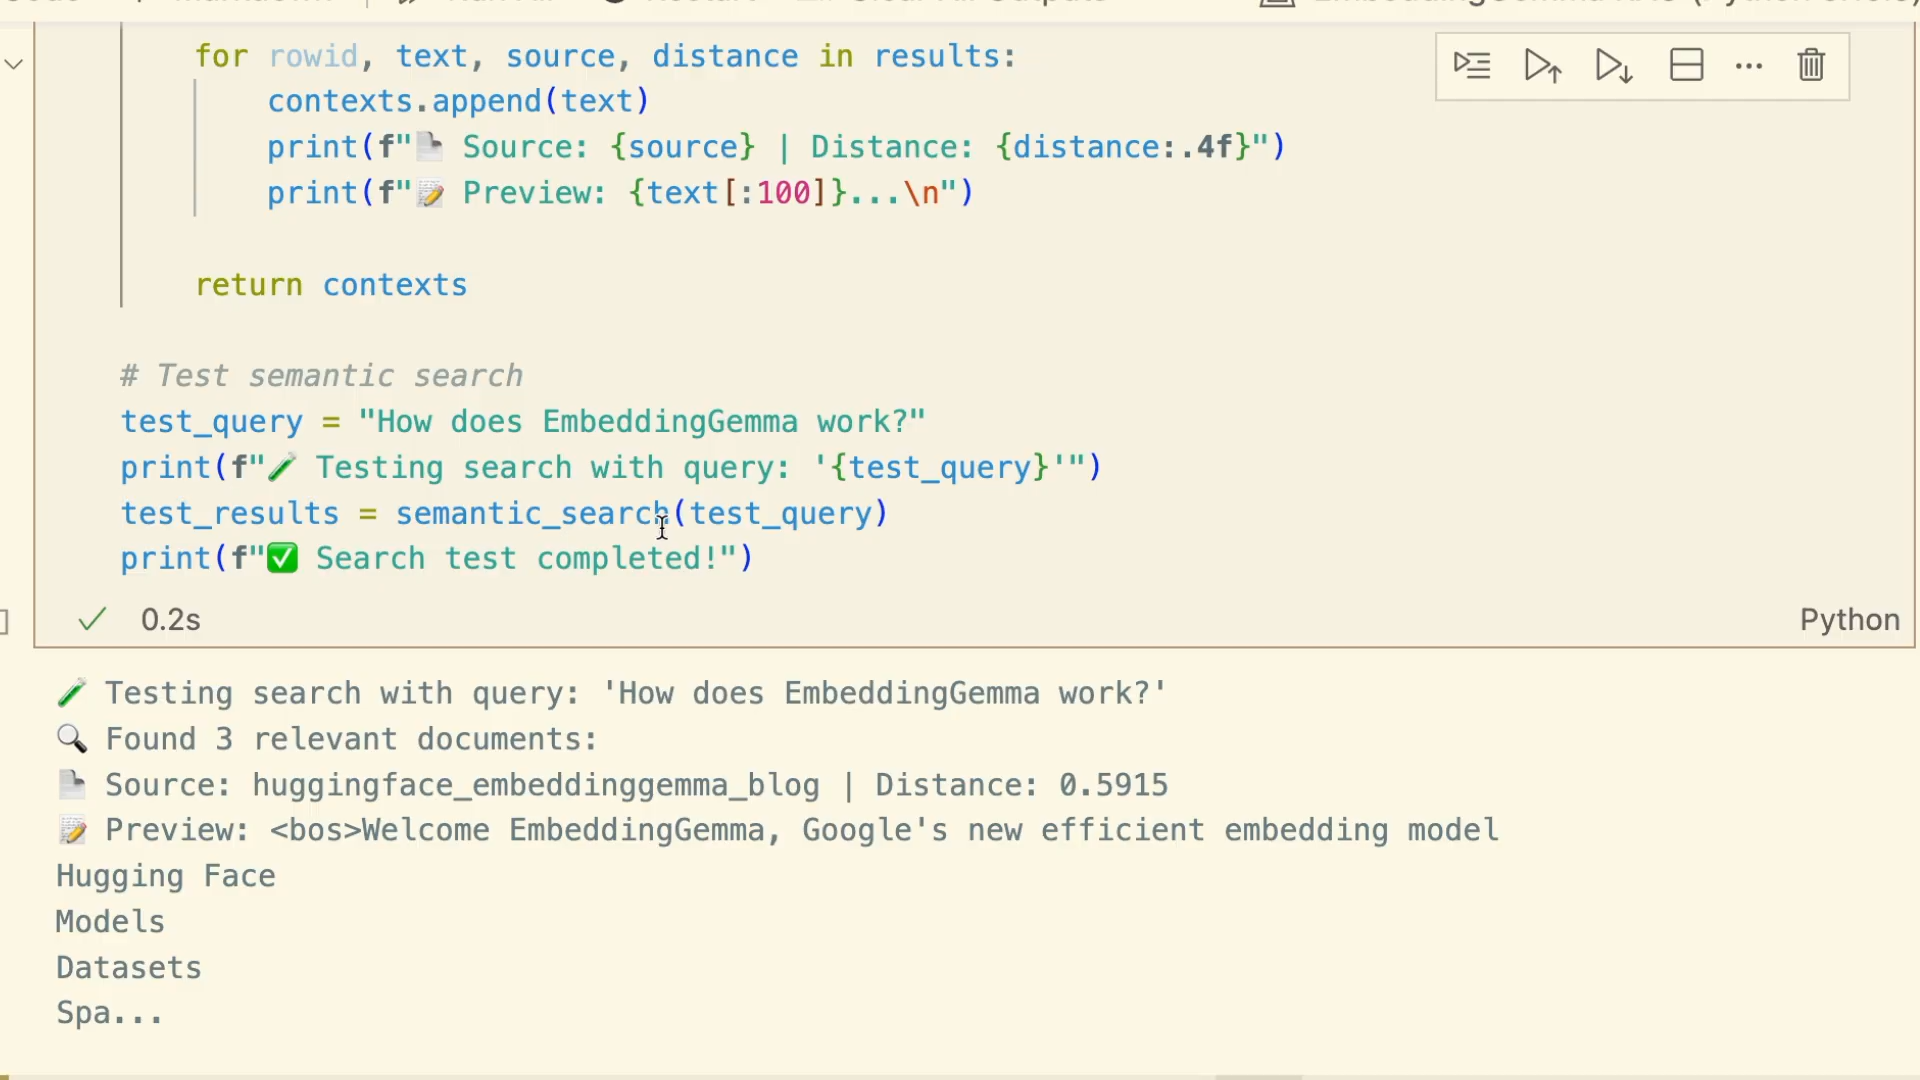 for rowid, text, source, distance in results:
contexts.append(text)
print(f"📄 Source: {source} | Distance: {distance:.4f}")
print(f"📝 Preview: {text[:100]}...\n")
return contexts
# Test semantic search
test_query = "How does EmbeddingGemma work?"
print(f"🧪 Testing search with query: '{test_query}'")
test_results = semantic_search(test_query)
print(f"✅ Search test completed!")
0.2s
Python
🧪 Testing search with query: 'How does EmbeddingGemma work?'
🔍 Found 3 relevant documents:
📄 Source: huggingface_embeddinggemma_blog | Distance: 0.5915
📝 Preview: <bos>Welcome EmbeddingGemma, Google's new efficient embedding model
Hugging Face
Models
Datasets
Spa...